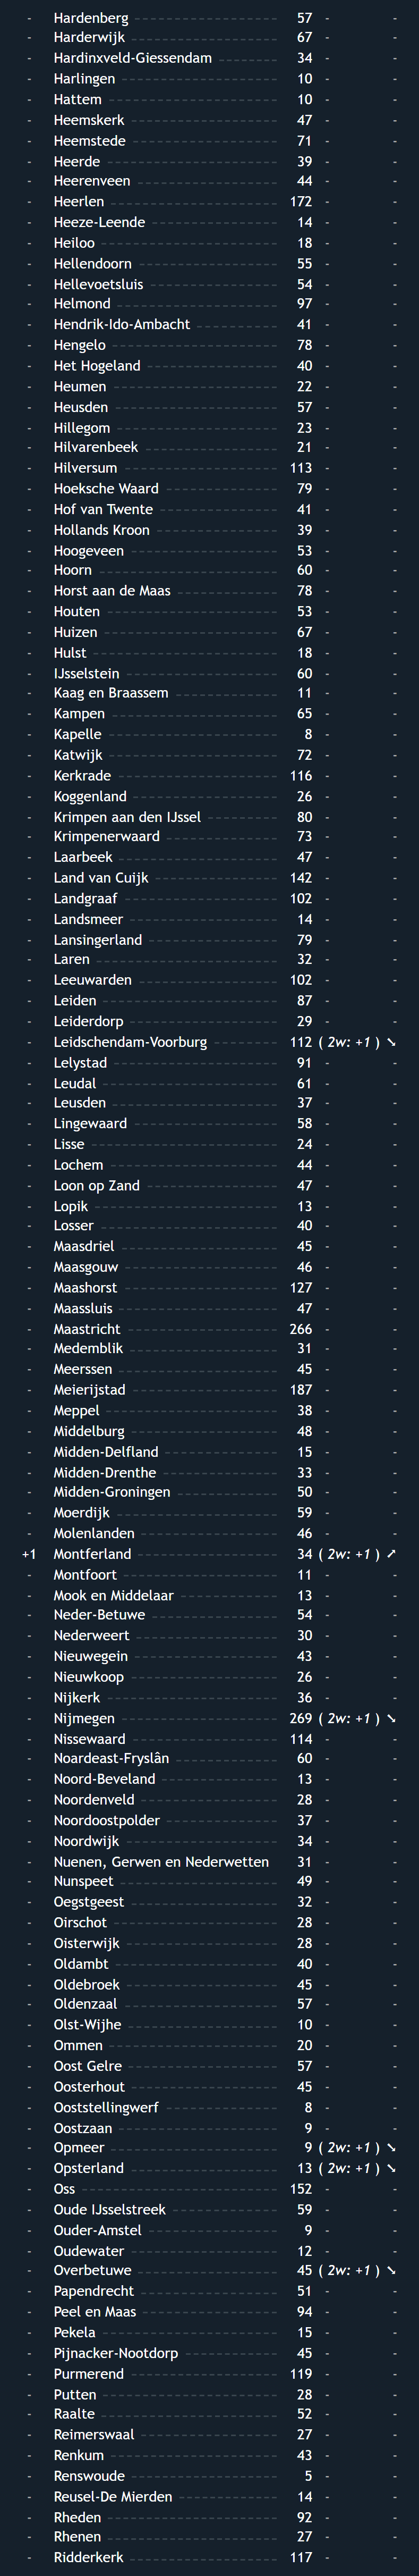 - Hardenberg 57 - -
- Harderwijk 67 - -
- Hardinxveld-Giessendam 34 - -
- Harlingen 10 - -
- Hattem 10 - -
- Heemskerk 47 - -
- Heemstede 71 - -
- Heerde 39 - -
- Heerenveen 44 - -
- Heerlen 172 - -
- Heeze-Leende 14 - -
- Heiloo 18 - -
- Hellendoorn 55 - -
- Hellevoetsluis 54 - -
- Helmond 97 - -
- Hendrik-Ido-Ambacht 41 - -
- Hengelo 78 - -
- Het Hogeland 40 - -
- Heumen 22 - -
- Heusden 57 - -
- Hillegom 23 - -
- Hilvarenbeek 21 - -
- Hilversum 113 - -
- Hoeksche Waard 79 - -
- Hof van Twente 41 - -
- Hollands Kroon 39 - -
- Hoogeveen 53 - -
- Hoorn 60 - -
- Horst aan de Maas 78 - -
- Houten 53 - -
- Huizen 67 - -
- Hulst 18 - -
- IJsselstein 60 - -
- Kaag en Braassem 11 - -
- Kampen 65 - -
- Kapelle 8 - -
- Katwijk 72 - -
- Kerkrade 116 - -
- Koggenland 26 - -
- Krimpen aan den IJssel 80 - -
- Krimpenerwaard 73 - -
- Laarbeek 47 - -
- Land van Cuijk 142 - -
- Landgraaf 102 - -
- Landsmeer 14 - -
- Lansingerland 79 - -
- Laren 32 - -
- Leeuwarden 102 - -
- Leiden 87 - -
- Leiderdorp 29 - -
- Leidschendam-Voorburg 112 ( 2w: +1 ) ↘
- Lelystad 91 - -
- Leudal 61 - -
- Leusden 37 - -
- Lingewaard 58 - -
- Lisse 24 - -
- Lochem 44 - -
- Loon op Zand 47 - -
- Lopik 13 - -
- Losser 40 - -
- Maasdriel 45 - -
- Maasgouw 46 - -
- Maashorst 127 - -
- Maassluis 47 - -
- Maastricht 266 - -
- Medemblik 31 - -
- Meerssen 45 - -
- Meierijstad 187 - -
- Meppel 38 - -
- Middelburg 48 - -
- Midden-Delfland 15 - -
- Midden-Drenthe 33 - -
- Midden-Groningen 50 - -
- Moerdijk 59 - -
- Molenlanden 46 - -
+1 Montferland 34 ( 2w: +1 ) ↗
- Montfoort 11 - -
- Mook en Middelaar 13 - -
- Neder-Betuwe 54 - -
- Nederweert 30 - -
- Nieuwegein 43 - -
- Nieuwkoop 26 - -
- Nijkerk 36 - -
- Nijmegen 269 ( 2w: +1 ) ↘
- Nissewaard 114 - -
- Noardeast-Fryslân 60 - -
- Noord-Beveland 13 - -
- Noordenveld 28 - -
- Noordoostpolder 37 - -
- Noordwijk 34 - -
- Nuenen, Gerwen en Nederwetten 31 - -
- Nunspeet 49 - -
- Oegstgeest 32 - -
- Oirschot 28 - -
- Oisterwijk 28 - -
- Oldambt 40 - -
- Oldebroek 45 - -
- Oldenzaal 57 - -
- Olst-Wijhe 10 - -
- Ommen 20 - -
- Oost Gelre 57 - -
- Oosterhout 45 - -
- Ooststellingwerf 8 - -
- Oostzaan 9 - -
- Opmeer 9 ( 2w: +1 ) ↘
- Opsterland 13 ( 2w: +1 ) ↘
- Oss 152 - -
- Oude IJsselstreek 59 - -
- Ouder-Amstel 9 - -
- Oudewater 12 - -
- Overbetuwe 45 ( 2w: +1 ) ↘
- Papendrecht 51 - -
- Peel en Maas 94 - -
- Pekela 15 - -
- Pijnacker-Nootdorp 45 - -
- Purmerend 119 - -
- Putten 28 - -
- Raalte 52 - -
- Reimerswaal 27 - -
- Renkum 43 - -
- Renswoude 5 - -
- Reusel-De Mierden 14 - -
- Rheden 92 - -
- Rhenen 27 - -
- Ridderkerk 117 - -